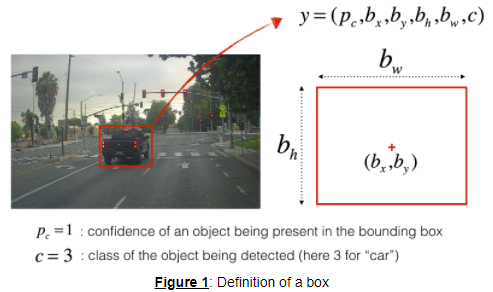 y = (p_c, b_x, b_y, b_h, b_w, c)
b_w
b_h
(b_x, b_y)
p_c = 1 : confidence of an object being present in the bounding box
c = 3 : class of the object being detected (here 3 for "car")
Figure 1: Definition of a box